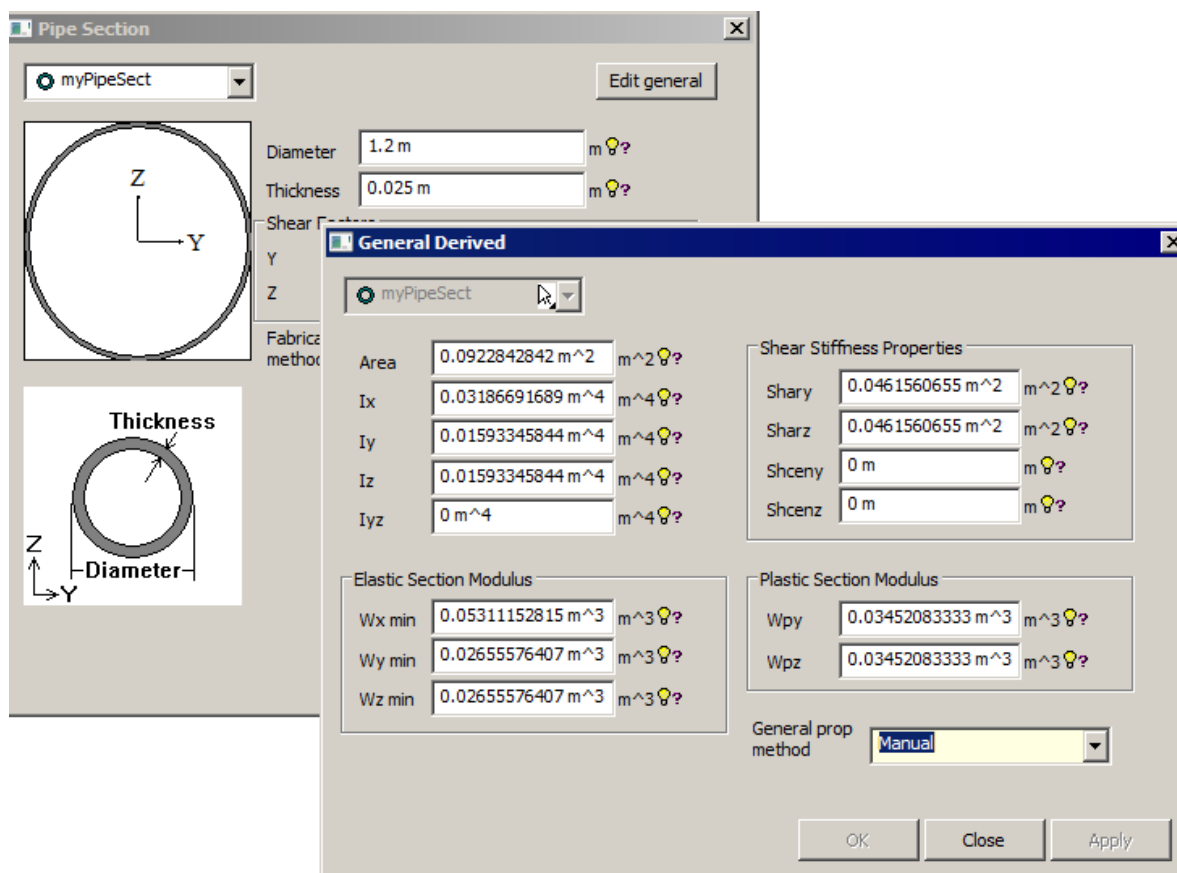 Pipe Section
myPipeSect
Edit general
Z
Y
Diameter
1.2 m
m ?
Thickness
0.025 m
m ?
Shear
Y
Z
Fabrica
method
Thickness
Diameter
Z
Y
General Derived
myPipeSect
Area
0.0922842842 m^2
m^2 ?
Ix
0.03186691689 m^4
m^4 ?
Iy
0.01593345844 m^4
m^4 ?
Iz
0.01593345844 m^4
m^4 ?
Iyz
0 m^4
m^4 ?
Shear Stiffness Properties
Shary
0.0461560655 m^2
m^2 ?
Sharz
0.0461560655 m^2
m^2 ?
Shceny
0 m
m ?
Shcenz
0 m
m ?
Elastic Section Modulus
Wx min
0.05311152815 m^3
m^3 ?
Wy min
0.02655576407 m^3
m^3 ?
Wz min
0.02655576407 m^3
m^3 ?
Plastic Section Modulus
Wpy
0.03452083333 m^3
m^3 ?
Wpz
0.03452083333 m^3
m^3 ?
General prop
method
Manual
OK
Close
Apply